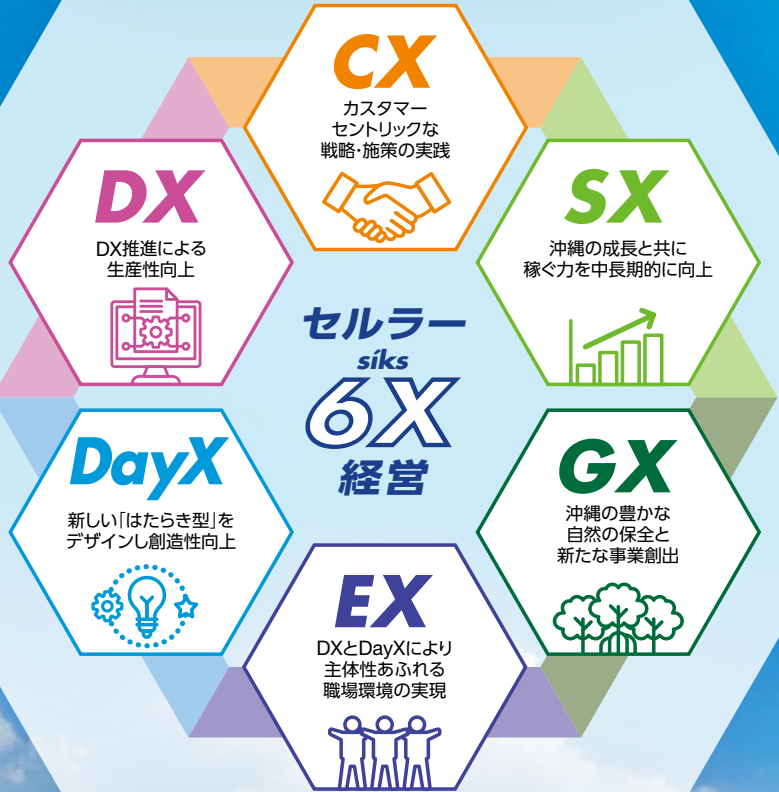 CX
カスタマー
セントリックな
戦略・施策の実践
DX
DX推進による
生産性向上
SX
沖縄の成長と共に
稼ぐ力を中長期的に向上
セルラー
síks
6X
経営
DayX
新しい「はたらき型」を
デザインし創造性向上
GX
沖縄の豊かな
自然の保全と
新たな事業創出
EX
DXとDayXにより
主体性あふれる
職場環境の実現